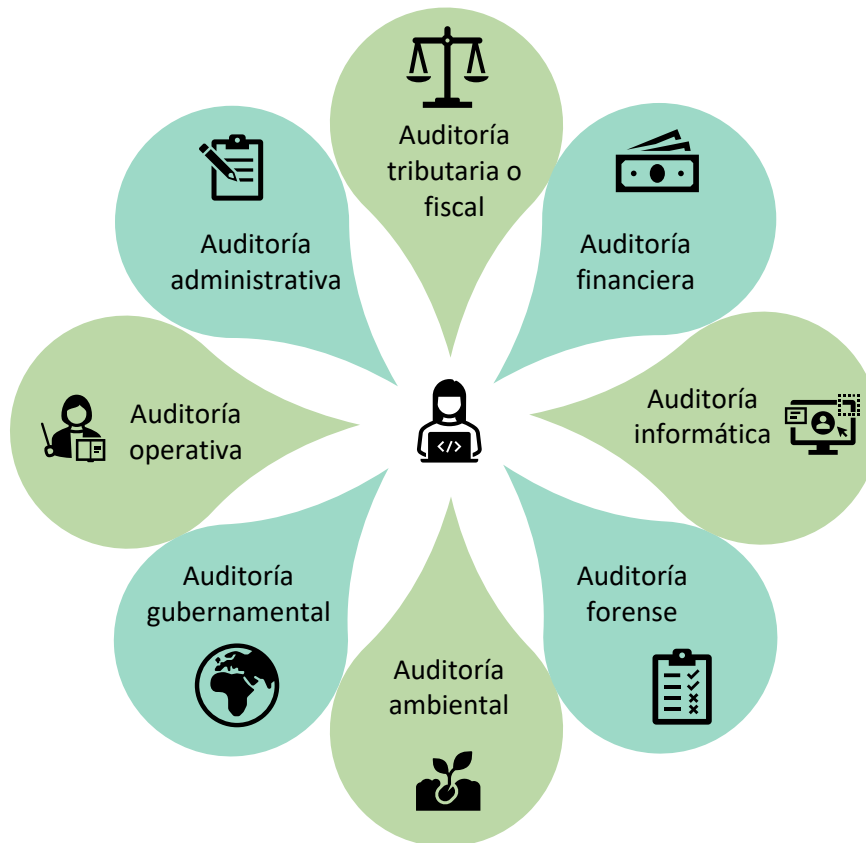 Auditoría
tributaria o
fiscal
Auditoría
financiera
Auditoría
informática
Auditoría
forense
Auditoría
ambiental
Auditoría
gubernamental
Auditoría
operativa
Auditoría
administrativa
</>